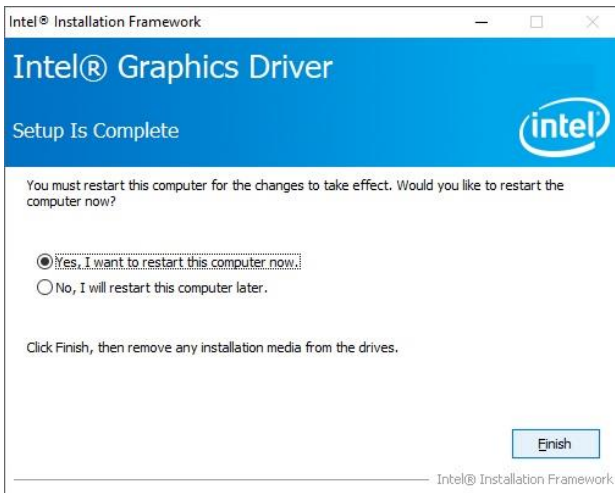 Intel® Installation Framework
Intel® Graphics Driver
Setup Is Complete
intel
You must restart this computer for the changes to take effect. Would you like to restart the
computer now?
Yes, I want to restart this computer now.
No, I will restart this computer later.
Click Finish, then remove any installation media from the drives.
Finish
Intel® Installation Framework